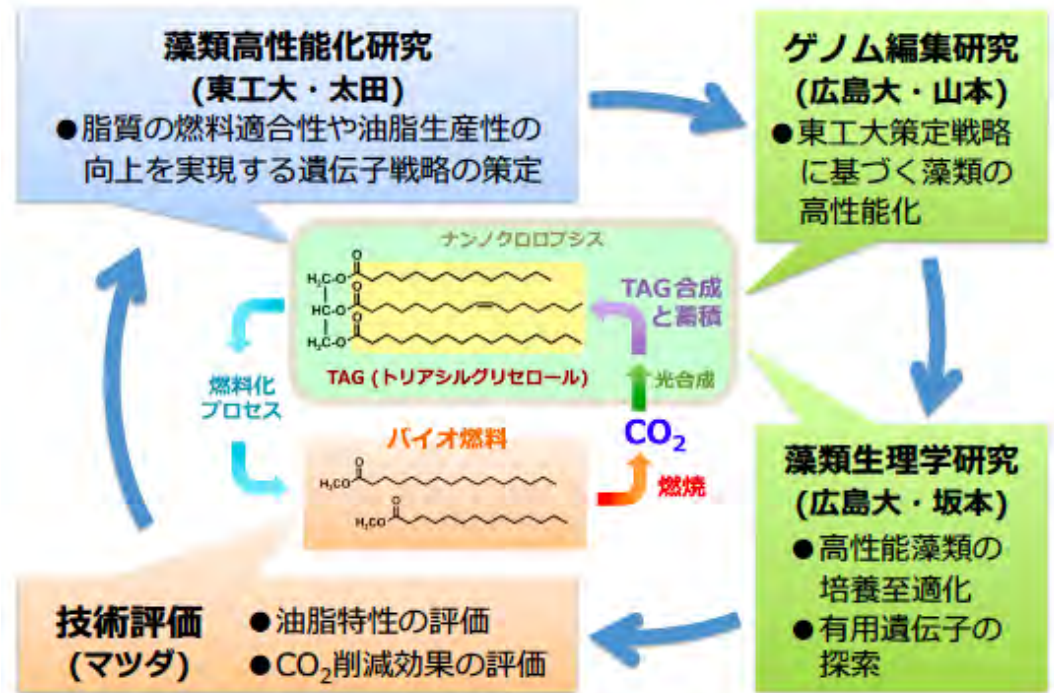 藻類高性能化研究
(東工大・太田)
●脂質の燃料適合性や油脂生産性の
向上を実現する遺伝子戦略の策定
ゲノム編集研究
(広島大・山本)
●東工大策定戦略
に基づく藻類の
高性能化
ナンノクロロプシス
O
H₂C-O
O
HC-O
O
H₂C-O
TAG合成
と蓄積
TAG (トリアシルグリセロール)
光合成
燃料化
プロセス
バイオ燃料
CO₂
O
H₃CO
O
H₃CO
燃焼
藻類生理学研究
(広島大・坂本)
●高性能藻類の
培養至適化
●有用遺伝子の
探索
技術評価
(マツダ)
●油脂特性の評価
●CO₂削減効果の評価